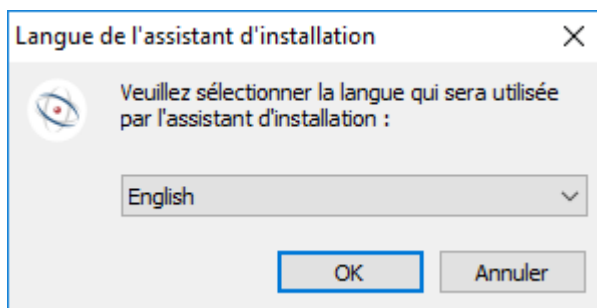 Langue de l'assistant d'installation
Veuillez sélectionner la langue qui sera utilisée
par l'assistant d'installation :
English
OK
Annuler